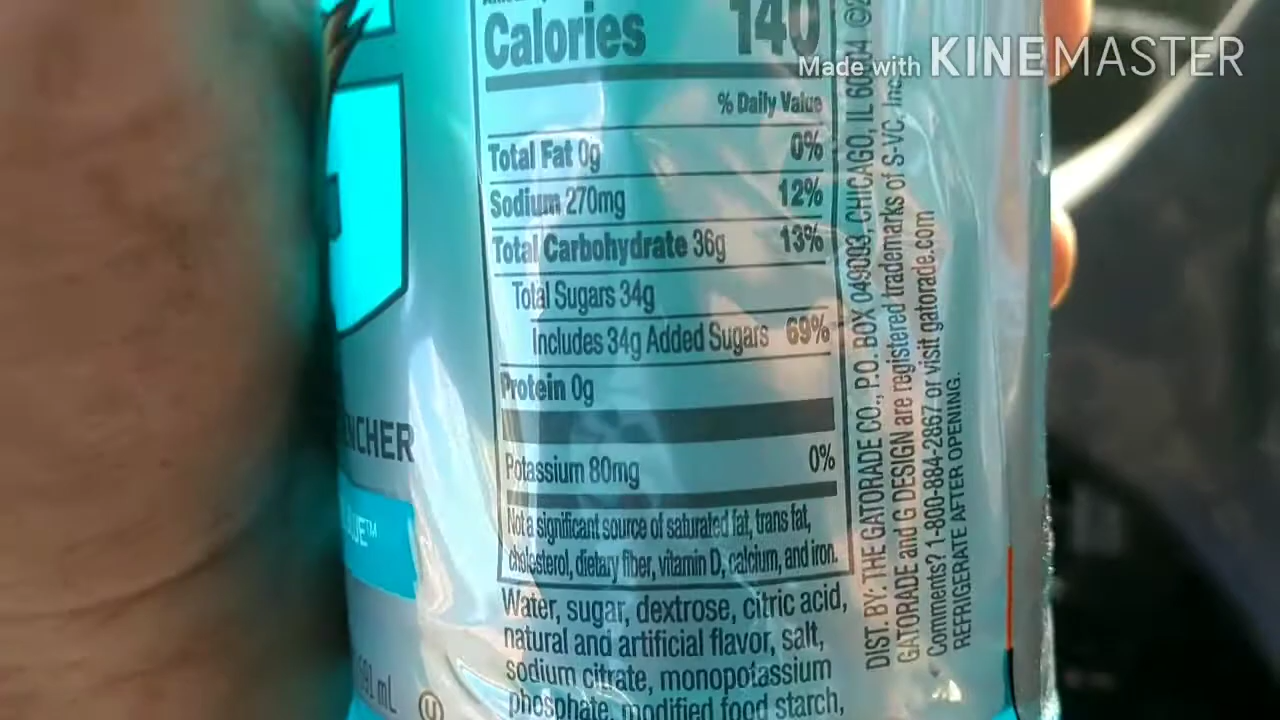 Calories 140
% Daily Value
Total Fat 0g 0%
Sodium 270mg 12%
Total Carbohydrate 36g 13%
Total Sugars 34g
Includes 34g Added Sugars 69%
Protein 0g
Potassium 80mg 0%
Not a significant source of saturated fat, trans fat,
cholesterol, dietary fiber, vitamin D, calcium, and iron.
Water, sugar, dextrose, citric acid,
natural and artificial flavor, salt,
sodium citrate, monopotassium
phosphate, modified food starch,
DIST. BY: THE GATORADE CO., P.O. BOX 049003, CHICAGO, IL 60604 ©2
GATORADE and G DESIGN are registered trademarks of S-VC, Inc.
Comments? 1-800-884-2867 or visit gatorade.com
REFRIGERATE AFTER OPENING.
NCHER
™
mL
U
Made with KINEMASTER